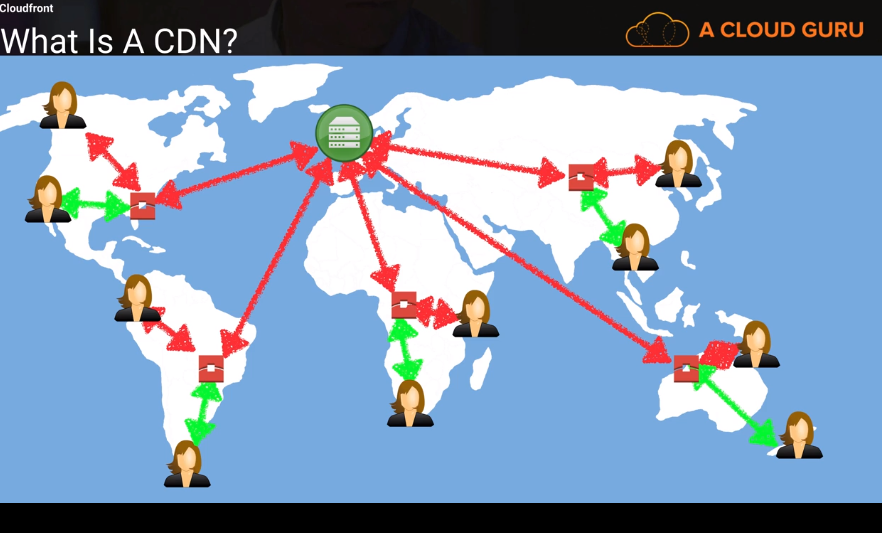 Cloudfront
What Is A CDN?
A CLOUD GURU